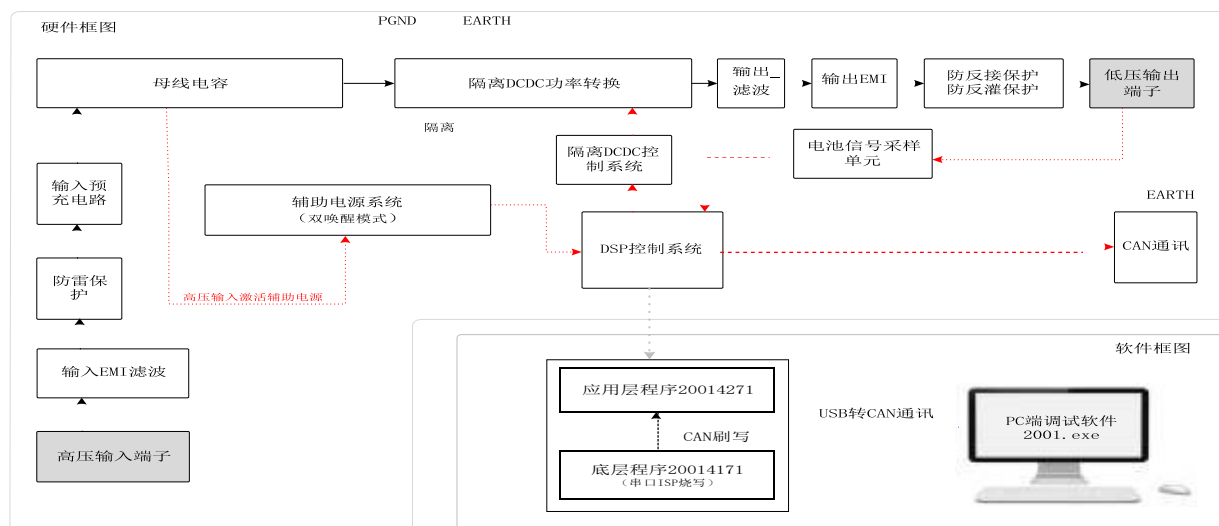 硬件框图
PGND
EARTH
母线电容
隔离DCDC功率转换
输出_
滤波
输出EMI
防反接保护
防反灌保护
低压输出
端子
隔离
隔离DCDC控
制系统
电池信号采样
单元
输入预
充电路
辅助电源系统
(双唤醒模式)
EARTH
DSP控制系统
CAN通讯
防雷保
护
高压输入激活辅助电源
软件框图
输入EMI滤波
应用层程序20014271
USB转CAN通讯
PC端调试软件
2001.exe
CAN刷写
高压输入端子
底层程序20014171
(串口ISP烧写)